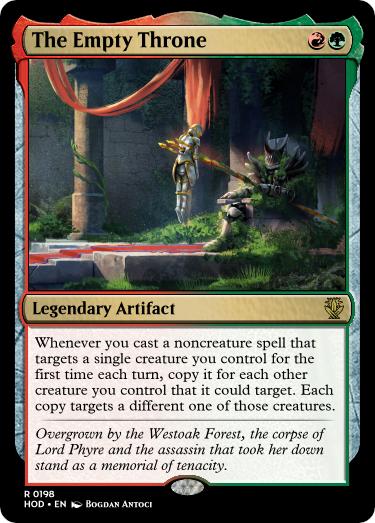 The Empty Throne
Legendary Artifact
Whenever you cast a noncreature spell that
targets a single creature you control for the
first time each turn, copy it for each other
creature you control that it could target. Each
copy targets a different one of those creatures.
Overgrown by the Westoak Forest, the corpse of
Lord Phyre and the assassin that took her down
stand as a memorial of tenacity.
R 0198
HOD • EN BOGDAN ANTOCI